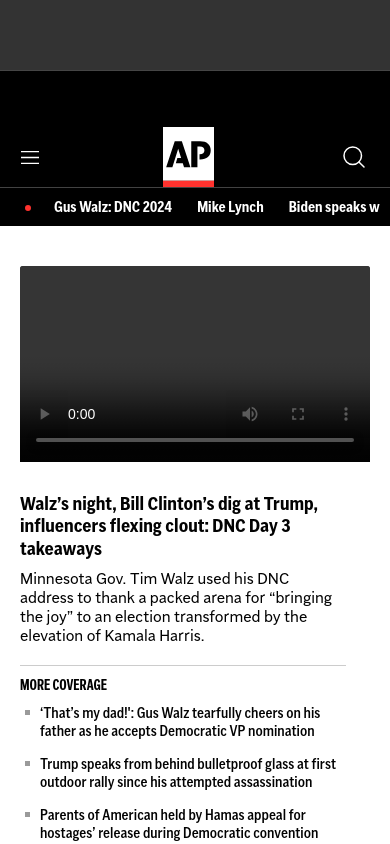 AP
Gus Walz: DNC 2024 Mike Lynch Biden speaks w
0:00
Walz’s night, Bill Clinton’s dig at Trump,
influencers flexing clout: DNC Day 3
takeaways
Minnesota Gov. Tim Walz used his DNC
address to thank a packed arena for “bringing
the joy” to an election transformed by the
elevation of Kamala Harris.
MORE COVERAGE
‘That’s my dad!': Gus Walz tearfully cheers on his
father as he accepts Democratic VP nomination
Trump speaks from behind bulletproof glass at first
outdoor rally since his attempted assassination
Parents of American held by Hamas appeal for
hostages’ release during Democratic convention